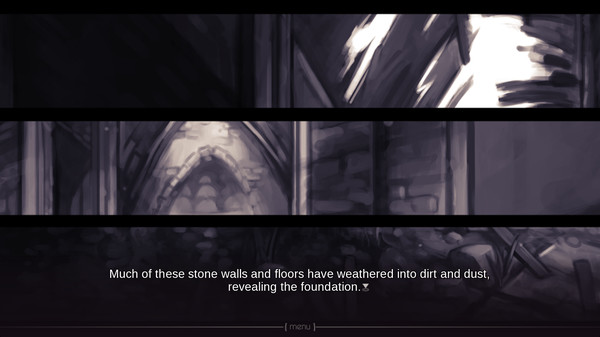 Much of these stone walls and floors have weathered into dirt and dust,
revealing the foundation.
{ menu }